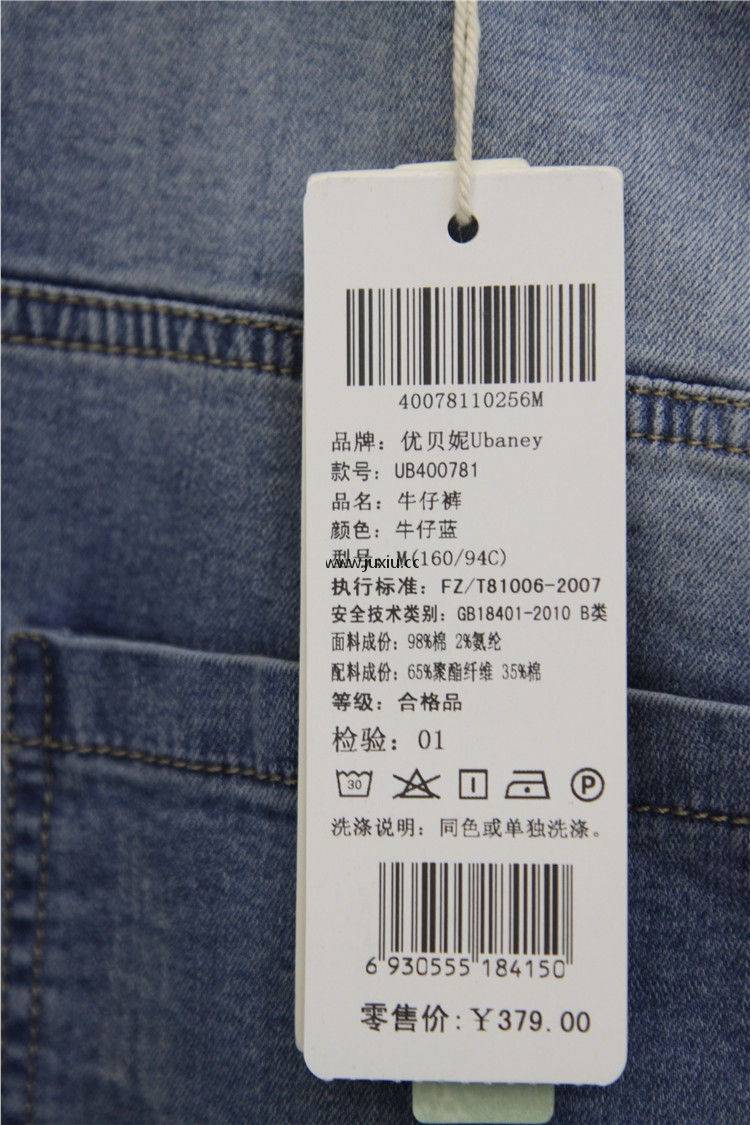 40078110256M
品牌：优贝妮Ubaney
款号：UB400781
品名：牛仔裤
颜色：牛仔蓝
型号：M(160/94C)
www.juxiu.cc
执行标准：FZ/T81006-2007
安全技术类别：GB18401-2010 B类
面料成份：98%棉 2%氨纶
配料成份：65%聚酯纤维 35%棉
等级：合格品
检验：01
30
P
洗涤说明：同色或单独洗涤。
6 930555 184150
零售价:￥379.00